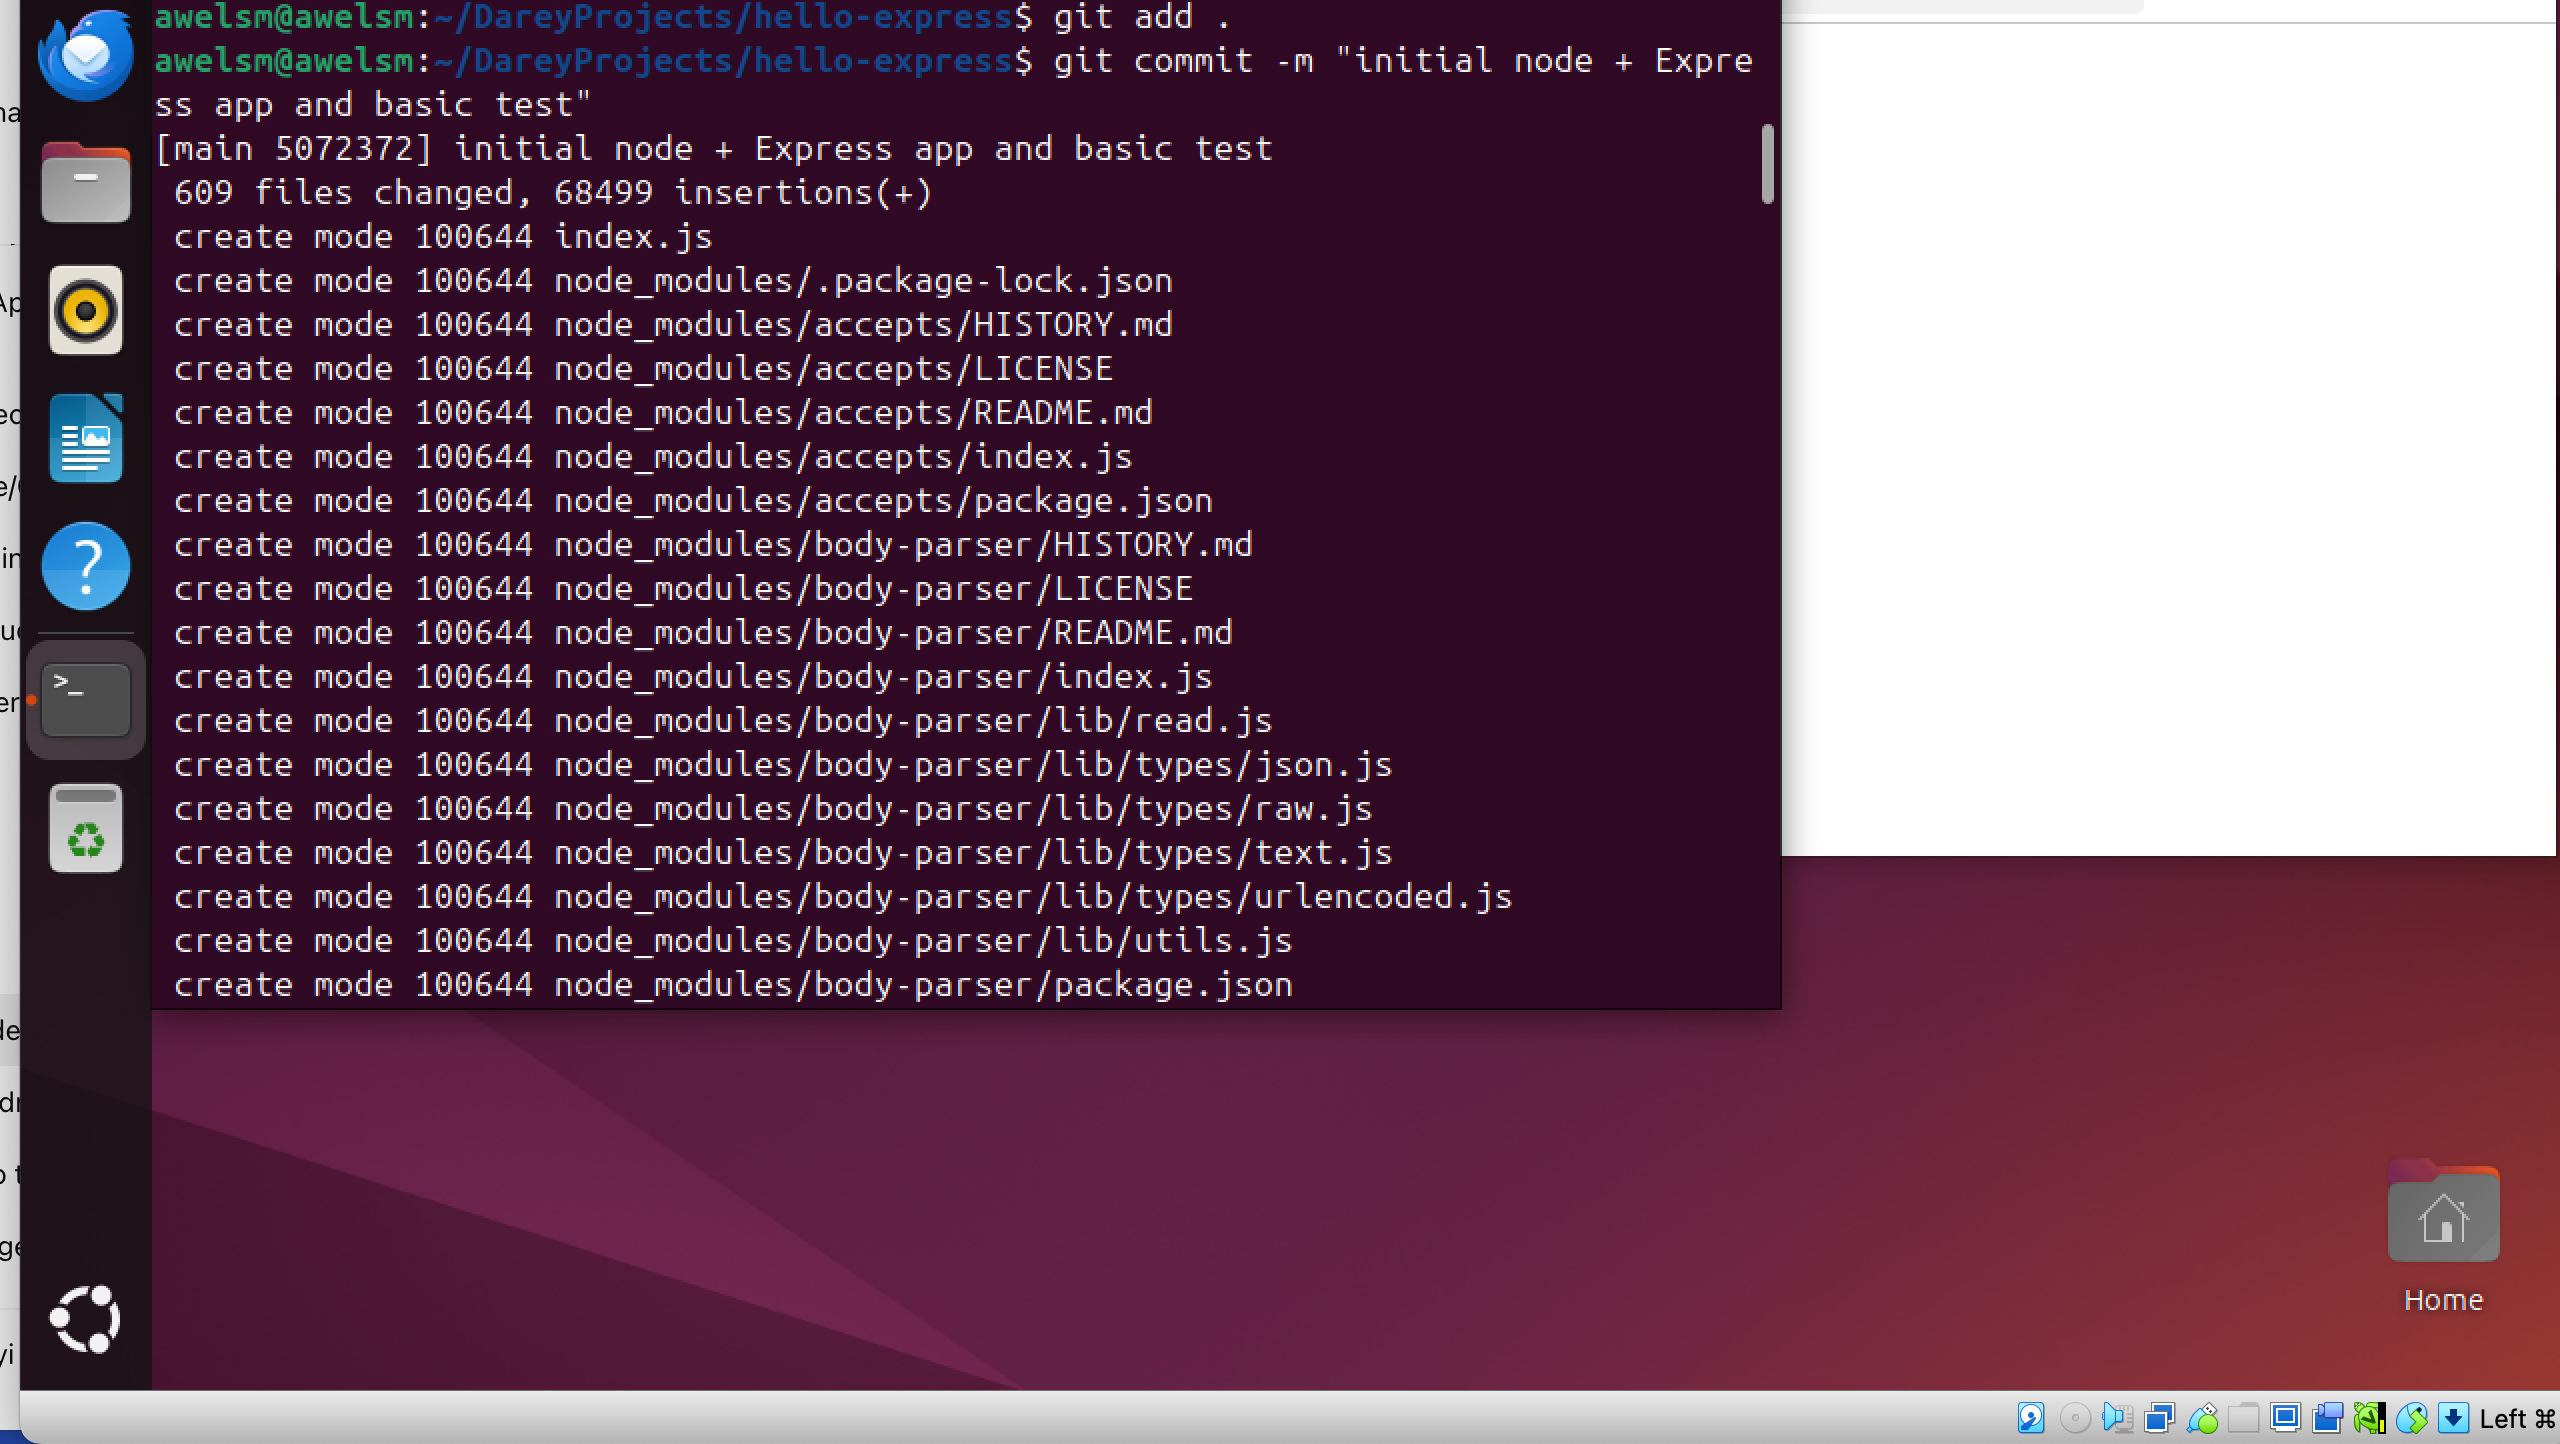 awelsm@awelsm:~/DareyProjects/hello-express$ git add .
awelsm@awelsm:~/DareyProjects/hello-express$ git commit -m "initial node + Expre
ss app and basic test"
[main 5072372] initial node + Express app and basic test
609 files changed, 68499 insertions(+)
create mode 100644 index.js
create mode 100644 node_modules/.package-lock.json
create mode 100644 node_modules/accepts/HISTORY.md
create mode 100644 node_modules/accepts/LICENSE
create mode 100644 node_modules/accepts/README.md
create mode 100644 node_modules/accepts/index.js
create mode 100644 node_modules/accepts/package.json
create mode 100644 node_modules/body-parser/HISTORY.md
create mode 100644 node_modules/body-parser/LICENSE
create mode 100644 node_modules/body-parser/README.md
create mode 100644 node_modules/body-parser/index.js
create mode 100644 node_modules/body-parser/lib/read.js
create mode 100644 node_modules/body-parser/lib/types/json.js
create mode 100644 node_modules/body-parser/lib/types/raw.js
create mode 100644 node_modules/body-parser/lib/types/text.js
create mode 100644 node_modules/body-parser/lib/types/urlencoded.js
create mode 100644 node_modules/body-parser/lib/utils.js
create mode 100644 node_modules/body-parser/package.json
Home
Left ⌘